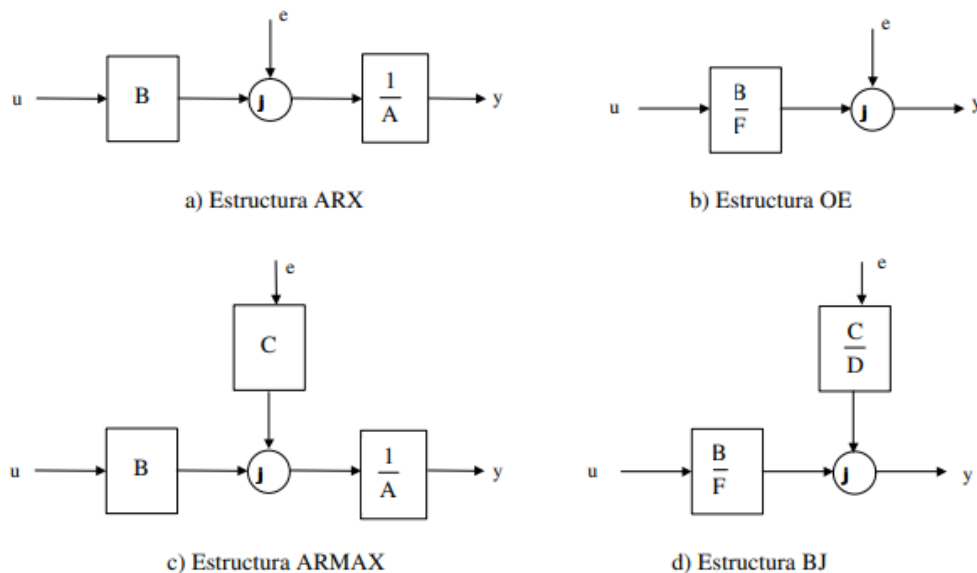 e
u
B
j
1
A
y
a) Estructura ARX
e
u
B
F
j
y
b) Estructura OE
e
C
u
B
j
1
A
y
c) Estructura ARMAX
e
C
D
u
B
F
j
y
d) Estructura BJ